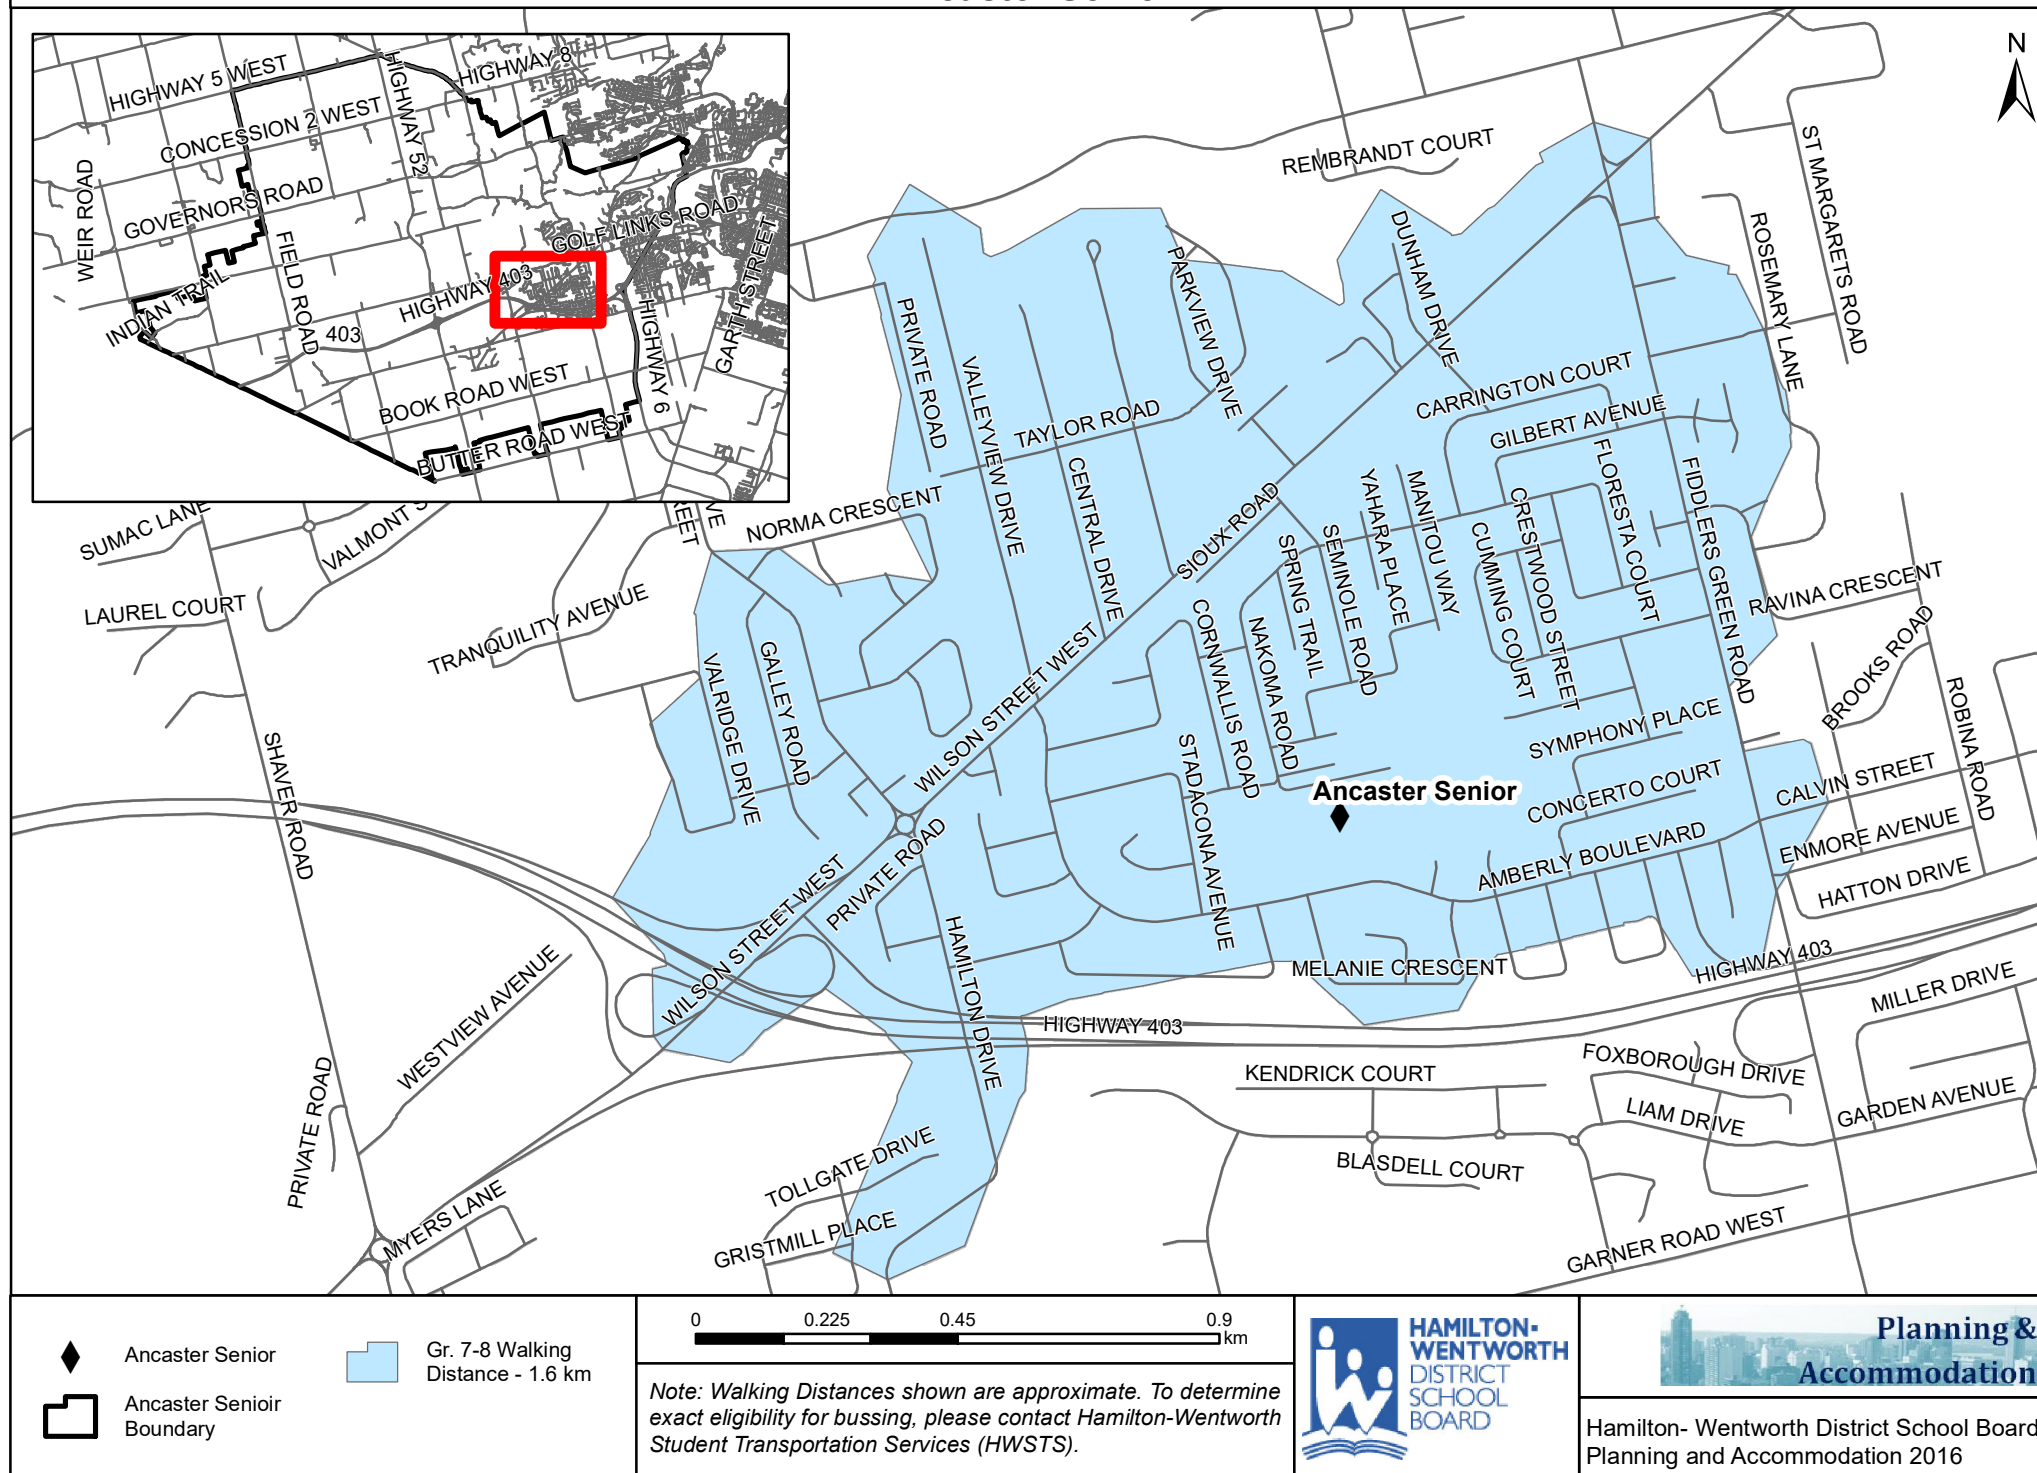 HIGHWAY 5 WEST
HIGHWAY 8
HIGHWAY 52
CONCESSION 2 WEST
WEIR ROAD
GOVERNORS ROAD
GOLF LINKS ROAD
FIELD ROAD
INDIAN TRAIL
HIGHWAY 403
403
GARTH STREET
HIGHWAY 6
BOOK ROAD WEST
BUTTER ROAD WEST
N
REMBRANDT COURT
ST MARGARETS ROAD
ROSEMARY LANE
DUNHAM DRIVE
PARKVIEW DRIVE
PRIVATE ROAD
VALLEYVIEW DRIVE
TAYLOR ROAD
CENTRAL DRIVE
CARRINGTON COURT
GILBERT AVENUE
FLORESTA COURT
FIDDLERS GREEN ROAD
SIOUX ROAD
YAHARA PLACE
MANITOU WAY
CRESTWOOD STREET
CUMMING COURT
SEMINOLE ROAD
SPRING TRAIL
NAKOMA ROAD
CORNWALLIS ROAD
STADACONA AVENUE
NORMA CRESCENT
SUMAC LANE
VALMONT S
REET
VE
LAUREL COURT
TRANQUILITY AVENUE
VALRIDGE DRIVE
GALLEY ROAD
WILSON STREET WEST
RAVINA CRESCENT
BROOKS ROAD
ROBINA ROAD
SYMPHONY PLACE
CONCERTO COURT
CALVIN STREET
Ancaster Senior
AMBERLY BOULEVARD
ENMORE AVENUE
HATTON DRIVE
SHAVER ROAD
PRIVATE ROAD
WILSON STREET WEST
HAMILTON DRIVE
MELANIE CRESCENT
HIGHWAY 403
HIGHWAY 403
MILLER DRIVE
WESTVIEW AVENUE
PRIVATE ROAD
KENDRICK COURT
FOXBOROUGH DRIVE
LIAM DRIVE
GARDEN AVENUE
BLASDELL COURT
TOLLGATE DRIVE
GRISTMILL PLACE
MYERS LANE
GARNER ROAD WEST
Ancaster Senior
Ancaster Senioir
Boundary
Gr. 7-8 Walking
Distance - 1.6 km
0 0.225 0.45 0.9
km
Note: Walking Distances shown are approximate. To determine
exact eligibility for bussing, please contact Hamilton-Wentworth
Student Transportation Services (HWSTS).
HAMILTON-
WENTWORTH
DISTRICT
SCHOOL
BOARD
Planning &
Accommodation
Hamilton- Wentworth District School Board
Planning and Accommodation 2016